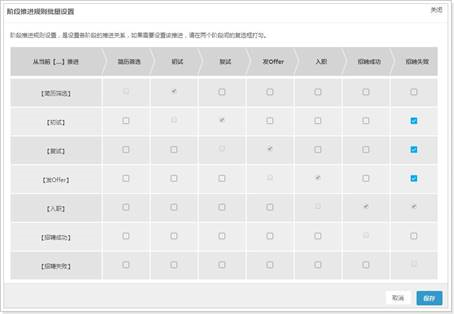 阶段推进规则批量设置 关闭
阶段推进规则设置，是设置各阶段的推进关系，如果需要设置该推进，请在两个阶段间的复选框打勾。
从当前【...】推进 简历筛选 初试 复试 发Offer 入职 招聘成功 招聘失败
【简历筛选】
【初试】
【复试】
【发Offer】
【入职】
【招聘成功】
【招聘失败】
取消 保存